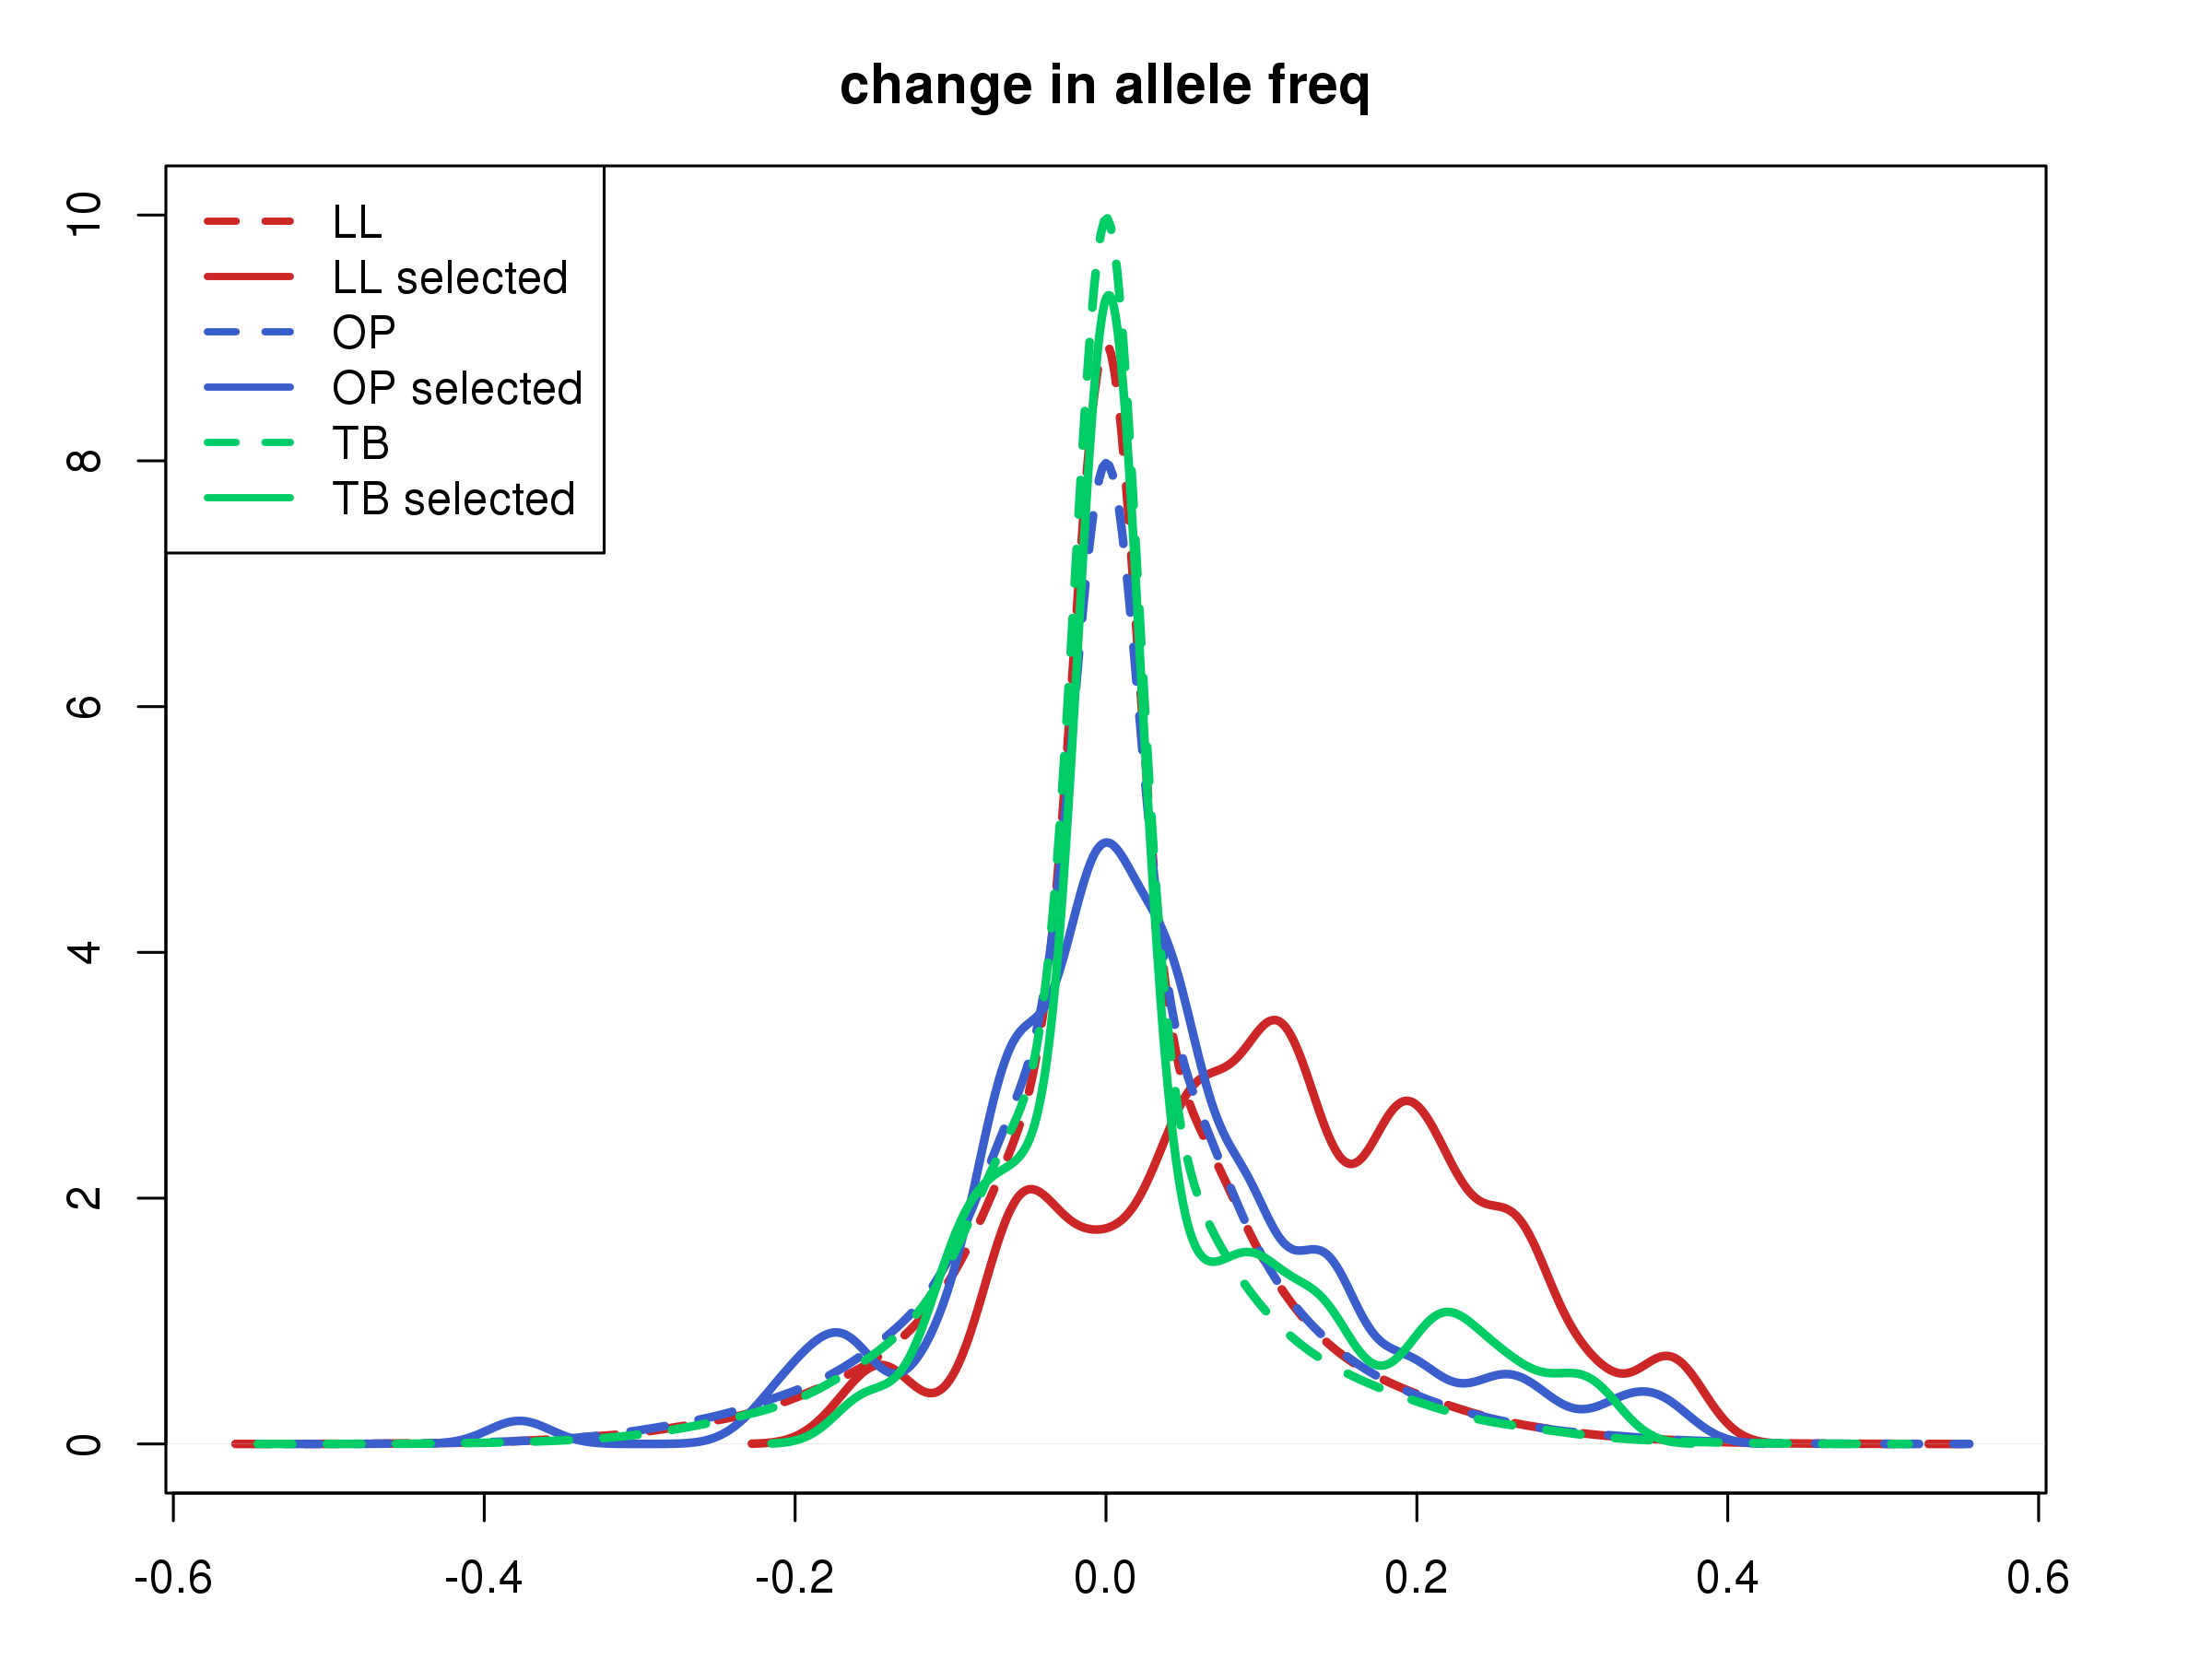 change in allele freq
10
8
6
4
2
0
LL
LL selected
OP
OP selected
TB
TB selected
-0.6 -0.4 -0.2 0.0 0.2 0.4 0.6